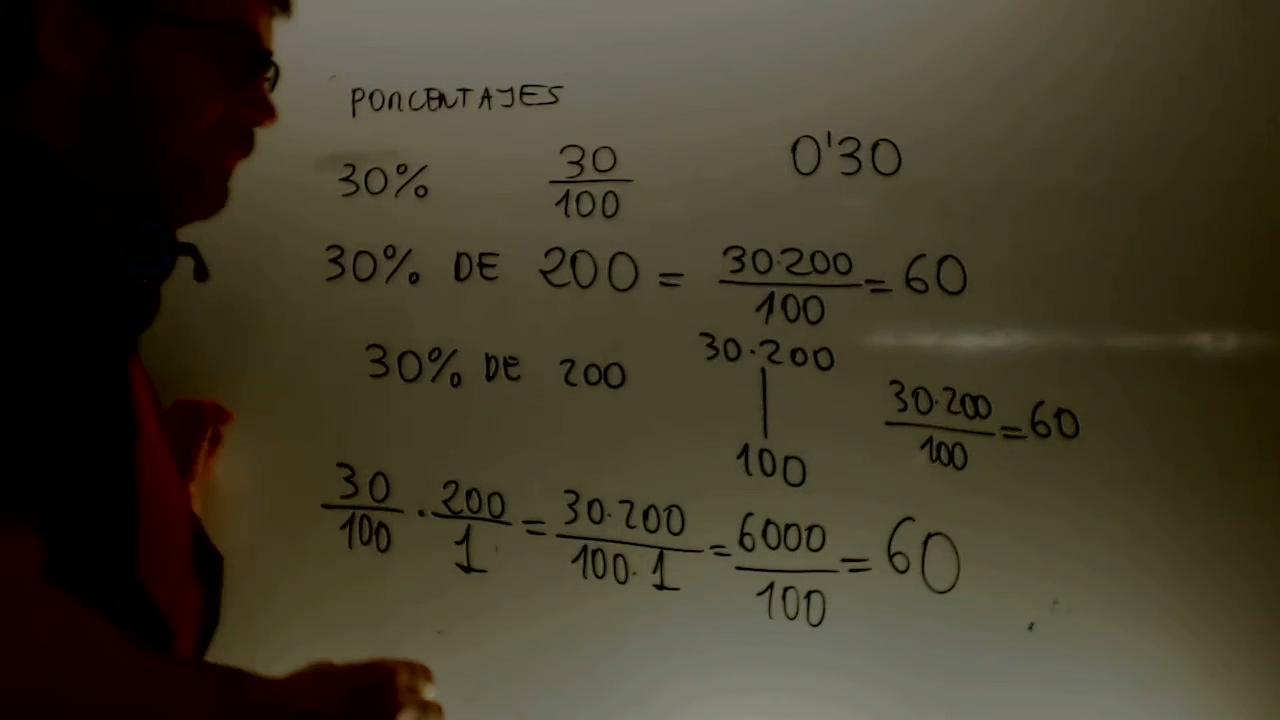 PORCENTAJES
30% 30/100 0'30
30% DE 200 = 30·200/100 = 60
30% DE 200 30·200 | 100 30·200/100 = 60
30/100 · 200/1 = 30·200/100·1 = 6000/100 = 60